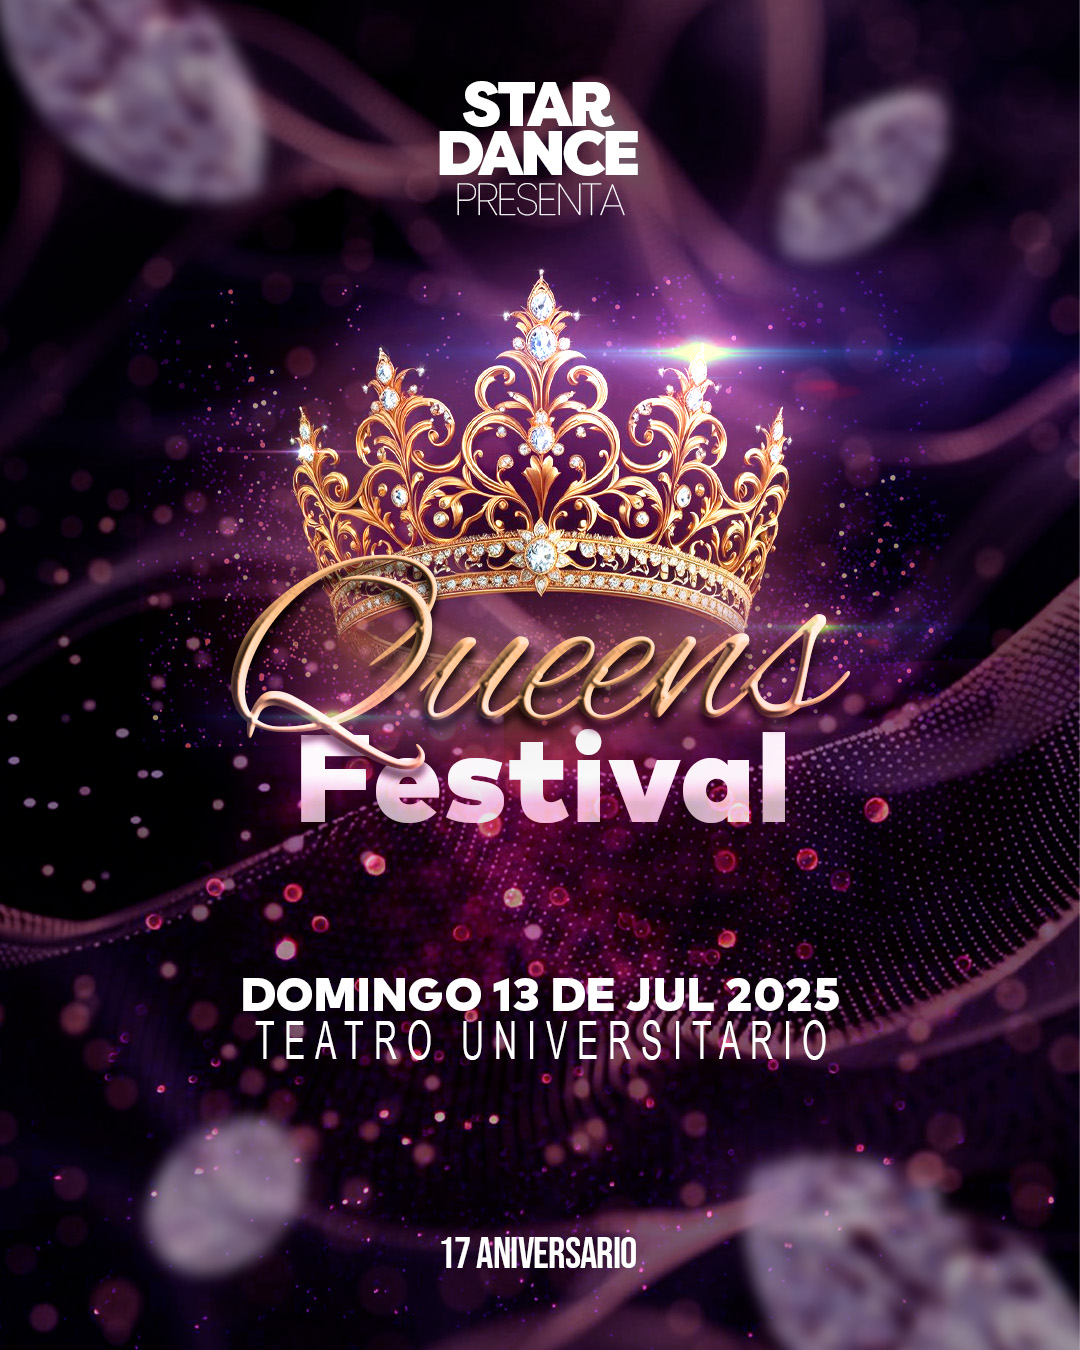 STAR
DANCE
PRESENTA
Queens
Festival
DOMINGO 13 DE JUL 2025
TEATRO UNIVERSITARIO
17 ANIVERSARIO